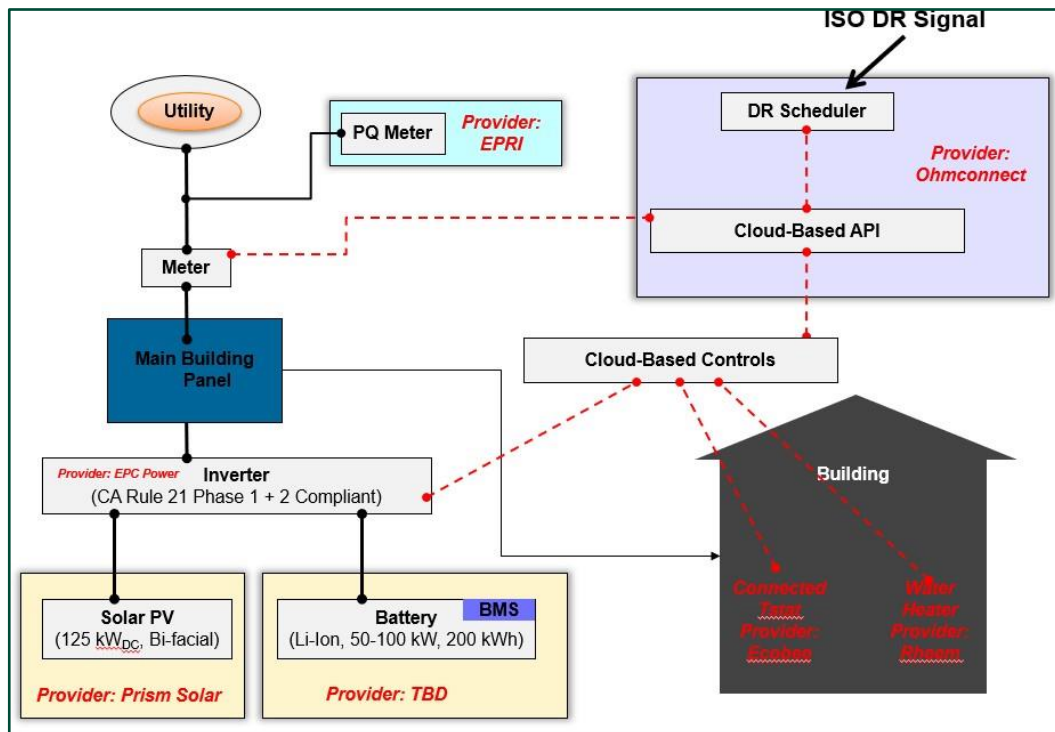 ISO DR Signal
Utility
PQ Meter
Provider:
EPRI
DR Scheduler
Provider:
Ohmconnect
Cloud-Based API
Meter
Main Building
Panel
Cloud-Based Controls
Provider: EPC Power
Inverter
(CA Rule 21 Phase 1 + 2 Compliant)
Building
Solar PV
(125 kWDC, Bi-facial)
Provider: Prism Solar
Battery
BMS
(Li-Ion, 50-100 kW, 200 kWh)
Provider: TBD
Connected
Tstat
Provider:
Ecobee
Water
Heater
Provider:
Rheem